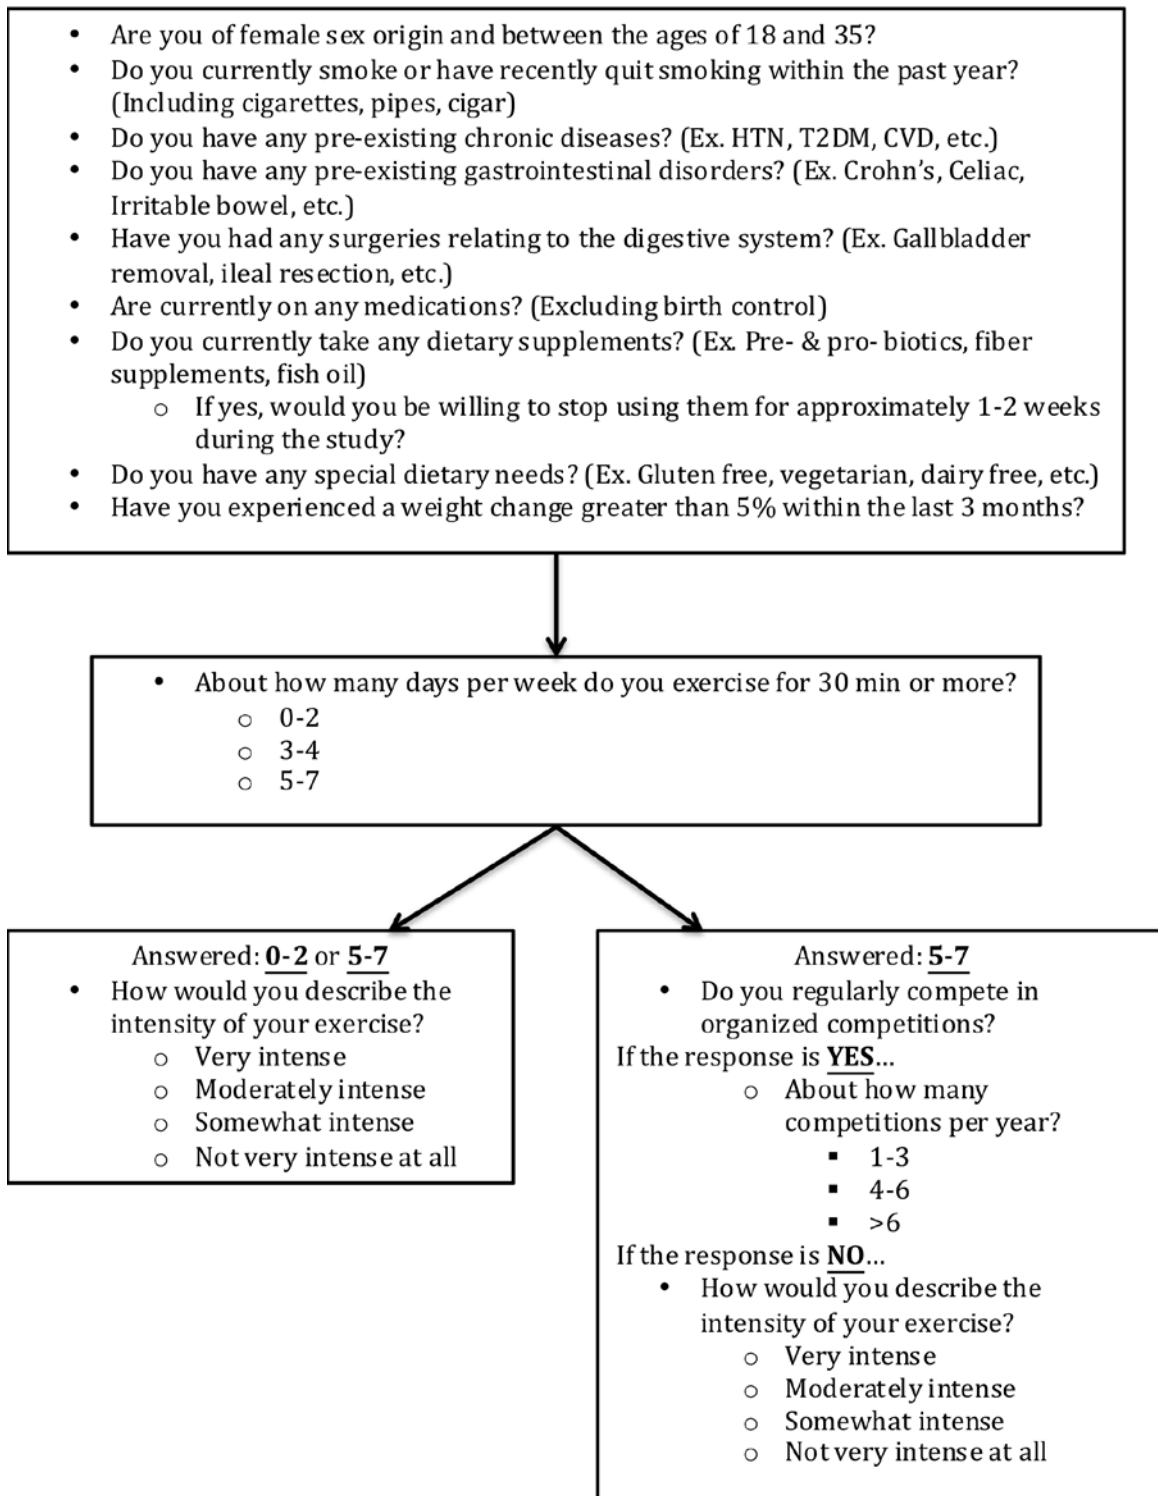 • Are you of female sex origin and between the ages of 18 and 35?
• Do you currently smoke or have recently quit smoking within the past year?
(Including cigarettes, pipes, cigar)
• Do you have any pre-existing chronic diseases? (Ex. HTN, T2DM, CVD, etc.)
• Do you have any pre-existing gastrointestinal disorders? (Ex. Crohn's, Celiac,
Irritable bowel, etc.)
• Have you had any surgeries relating to the digestive system? (Ex. Gallbladder
removal, ileal resection, etc.)
• Are currently on any medications? (Excluding birth control)
• Do you currently take any dietary supplements? (Ex. Pre- & pro- biotics, fiber
supplements, fish oil)
o If yes, would you be willing to stop using them for approximately 1-2 weeks
during the study?
• Do you have any special dietary needs? (Ex. Gluten free, vegetarian, dairy free, etc.)
• Have you experienced a weight change greater than 5% within the last 3 months?
• About how many days per week do you exercise for 30 min or more?
o 0-2
o 3-4
o 5-7
Answered: 0-2 or 5-7
• How would you describe the
intensity of your exercise?
o Very intense
o Moderately intense
o Somewhat intense
o Not very intense at all
Answered: 5-7
• Do you regularly compete in
organized competitions?
If the response is YES...
o About how many
competitions per year?
▪ 1-3
▪ 4-6
▪ >6
If the response is NO...
• How would you describe the
intensity of your exercise?
o Very intense
o Moderately intense
o Somewhat intense
o Not very intense at all